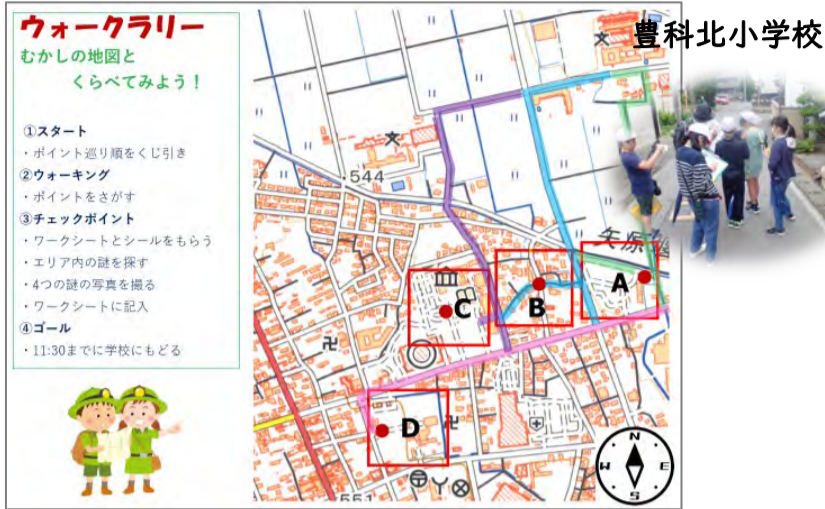 ウォークラリー
むかしの地図と
くらべてみよう！
①スタート
・ポイント巡り順をくじ引き
②ウォーキング
・ポイントをさがす
③チェックポイント
・ワークシートとシールをもらう
・エリア内の謎を探す
・4つの謎の写真を撮る
・ワークシートに記入
④ゴール
・11:30までに学校にもどる
豊科北小学校
544
矢原
A
B
C
D
551
N
W
E
S